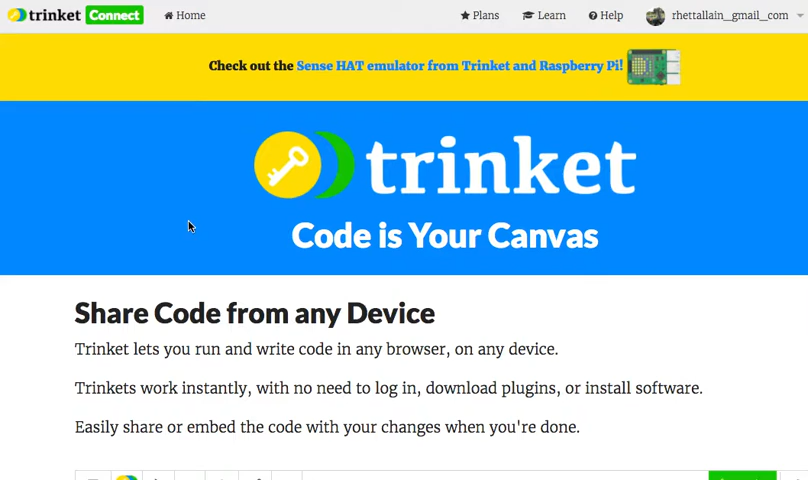 trinket Connect Home Plans Learn Help rhettallain_gmail_com
Check out the Sense HAT emulator from Trinket and Raspberry Pi!
trinket
Code is Your Canvas
Share Code from any Device
Trinket lets you run and write code in any browser, on any device.
Trinkets work instantly, with no need to log in, download plugins, or install software.
Easily share or embed the code with your changes when you're done.